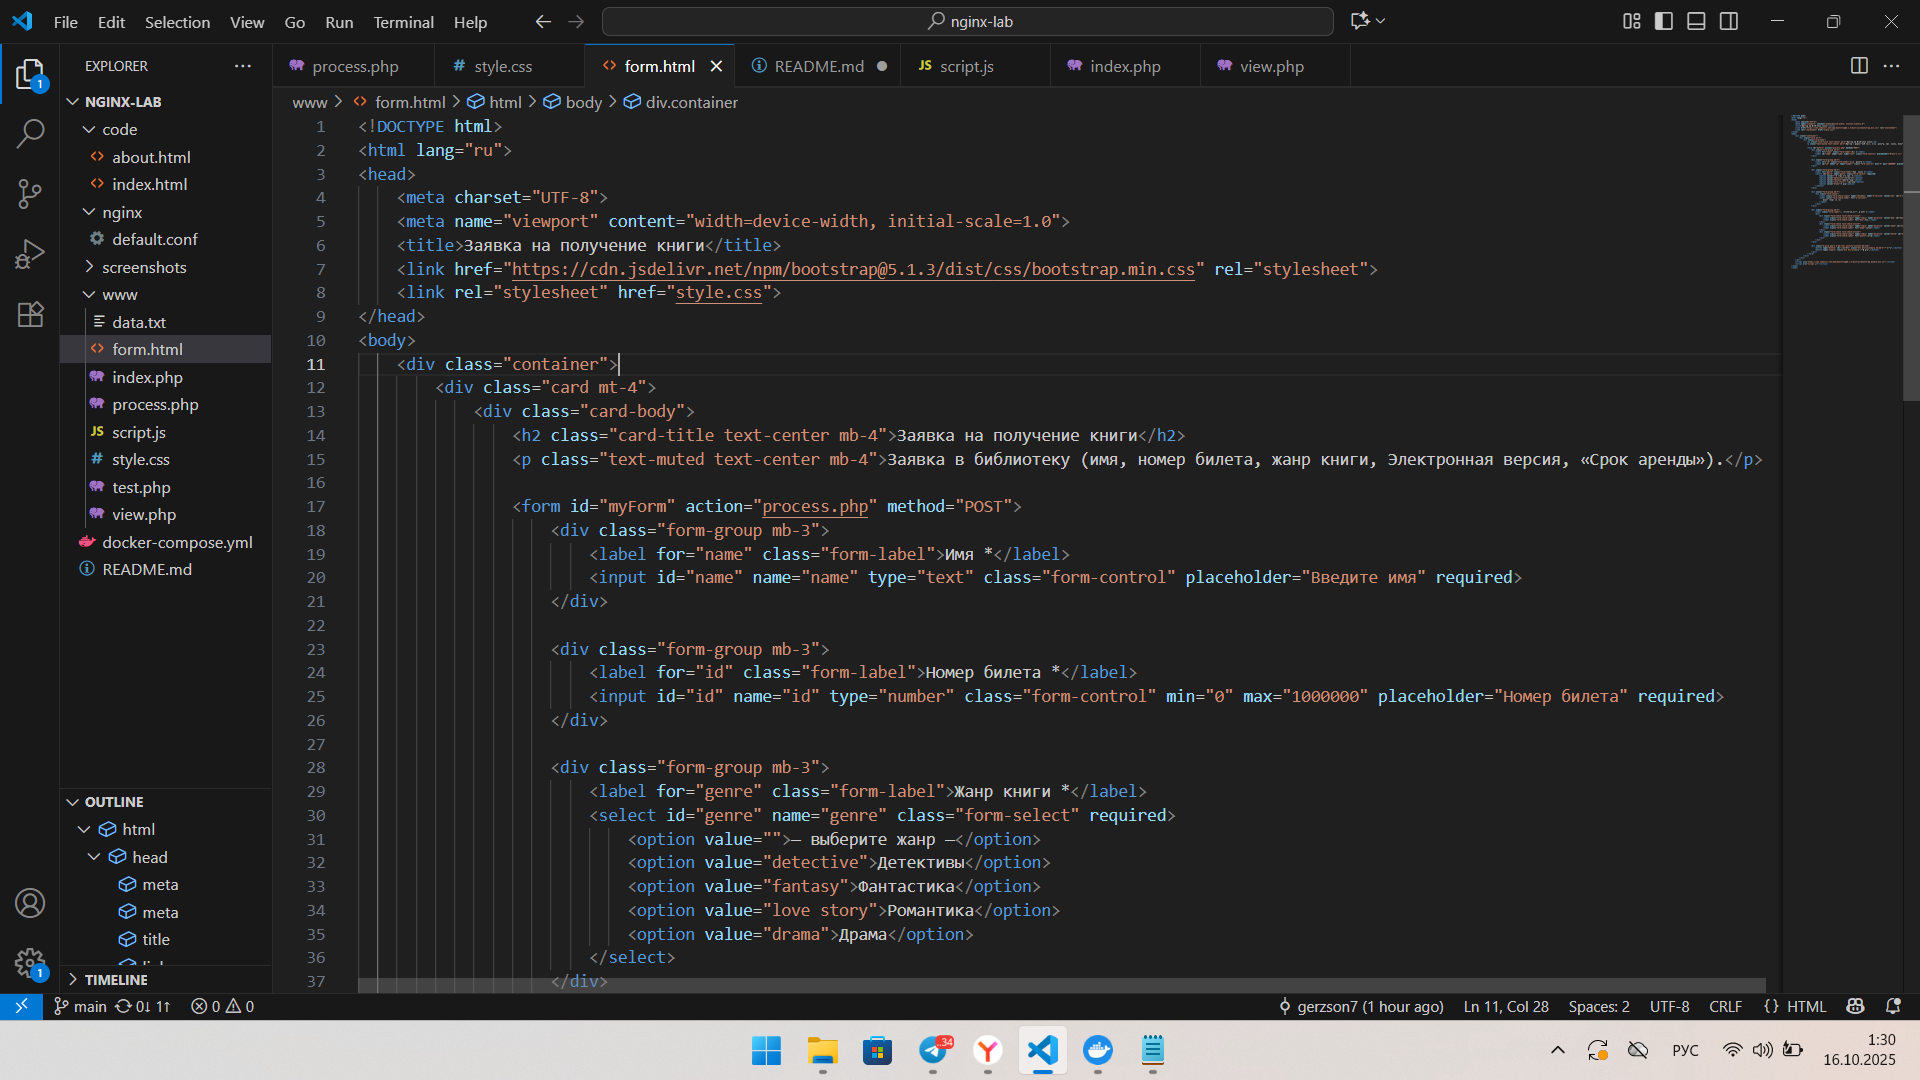 File Edit Selection View Go Run Terminal Help
nginx-lab
EXPLORER
process.php
style.css
form.html
README.md
JS script.js
index.php
view.php
NGINX-LAB
code
about.html
index.html
nginx
default.conf
screenshots
www
data.txt
form.html
index.php
process.php
JS script.js
# style.css
test.php
view.php
docker-compose.yml
README.md
OUTLINE
html
head
meta
meta
title
TIMELINE
www > form.html > html > body > div.container
1 <!DOCTYPE html>
2 <html lang="ru">
3 <head>
4 <meta charset="UTF-8">
5 <meta name="viewport" content="width=device-width, initial-scale=1.0">
6 <title>Заявка на получение книги</title>
7 <link href="https://cdn.jsdelivr.net/npm/bootstrap@5.1.3/dist/css/bootstrap.min.css" rel="stylesheet">
8 <link rel="stylesheet" href="style.css">
9 </head>
10 <body>
11 <div class="container">
12 <div class="card mt-4">
13 <div class="card-body">
14 <h2 class="card-title text-center mb-4">Заявка на получение книги</h2>
15 <p class="text-muted text-center mb-4">Заявка в библиотеку (имя, номер билета, жанр книги, Электронная версия, «Срок аренды»).</p>
16
17 <form id="myForm" action="process.php" method="POST">
18 <div class="form-group mb-3">
19 <label for="name" class="form-label">Имя *</label>
20 <input id="name" name="name" type="text" class="form-control" placeholder="Введите имя" required>
21 </div>
22
23 <div class="form-group mb-3">
24 <label for="id" class="form-label">Номер билета *</label>
25 <input id="id" name="id" type="number" class="form-control" min="0" max="1000000" placeholder="Номер билета" required>
26 </div>
27
28 <div class="form-group mb-3">
29 <label for="genre" class="form-label">Жанр книги *</label>
30 <select id="genre" name="genre" class="form-select" required>
31 <option value="">— выберите жанр —</option>
32 <option value="detective">Детективы</option>
33 <option value="fantasy">Фантастика</option>
34 <option value="love story">Романтика</option>
35 <option value="drama">Драма</option>
36 </select>
37 </div>
main 0↓ 1↑ 0 0
gerzson7 (1 hour ago) Ln 11, Col 28 Spaces: 2 UTF-8 CRLF {} HTML
34
РУС
1:30
16.10.2025